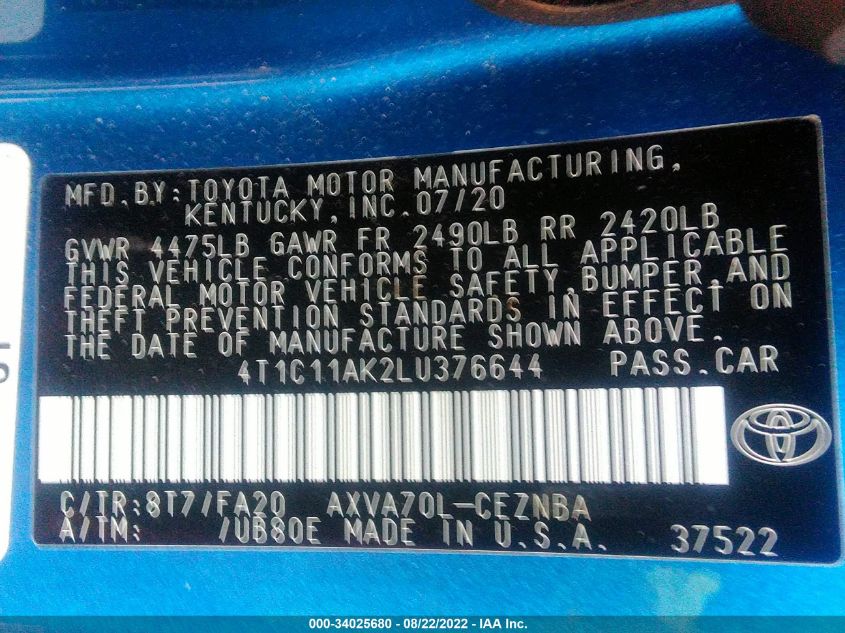 MFD.BY:TOYOTA MOTOR MANUFACTURING,
KENTUCKY,INC.07/20
GVWR 4475LB GAWR FR 2490LB RR 2420LB
THIS VEHICLE CONFORMS TO ALL APPLICABLE
FEDERAL MOTOR VEHICLE SAFETY,BUMPER,AND
THEFT PREVENTION STANDARDS IN EFFECT ON
THE DATE OF MANUFACTURE SHOWN ABOVE.
4T1C11AK2LU376644 PASS.CAR
C/TR:8T7/FA20 AXVA70L-CEZNBA
A/TM: /UB80E MADE IN U.S.A. 37522
000-34025680 - 08/22/2022 - IAA Inc.